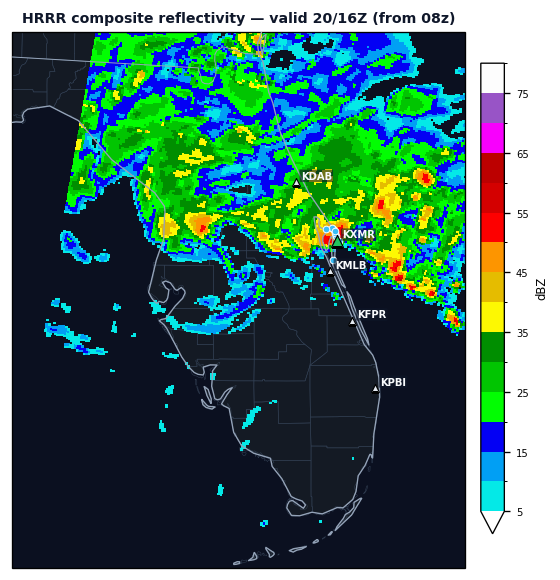 HRRR composite reflectivity — valid 20/16Z (from 08z)
KDAB
KXMR
KMLB
KFPR
KPBI
75
65
55
45
35
25
15
5
dBZ